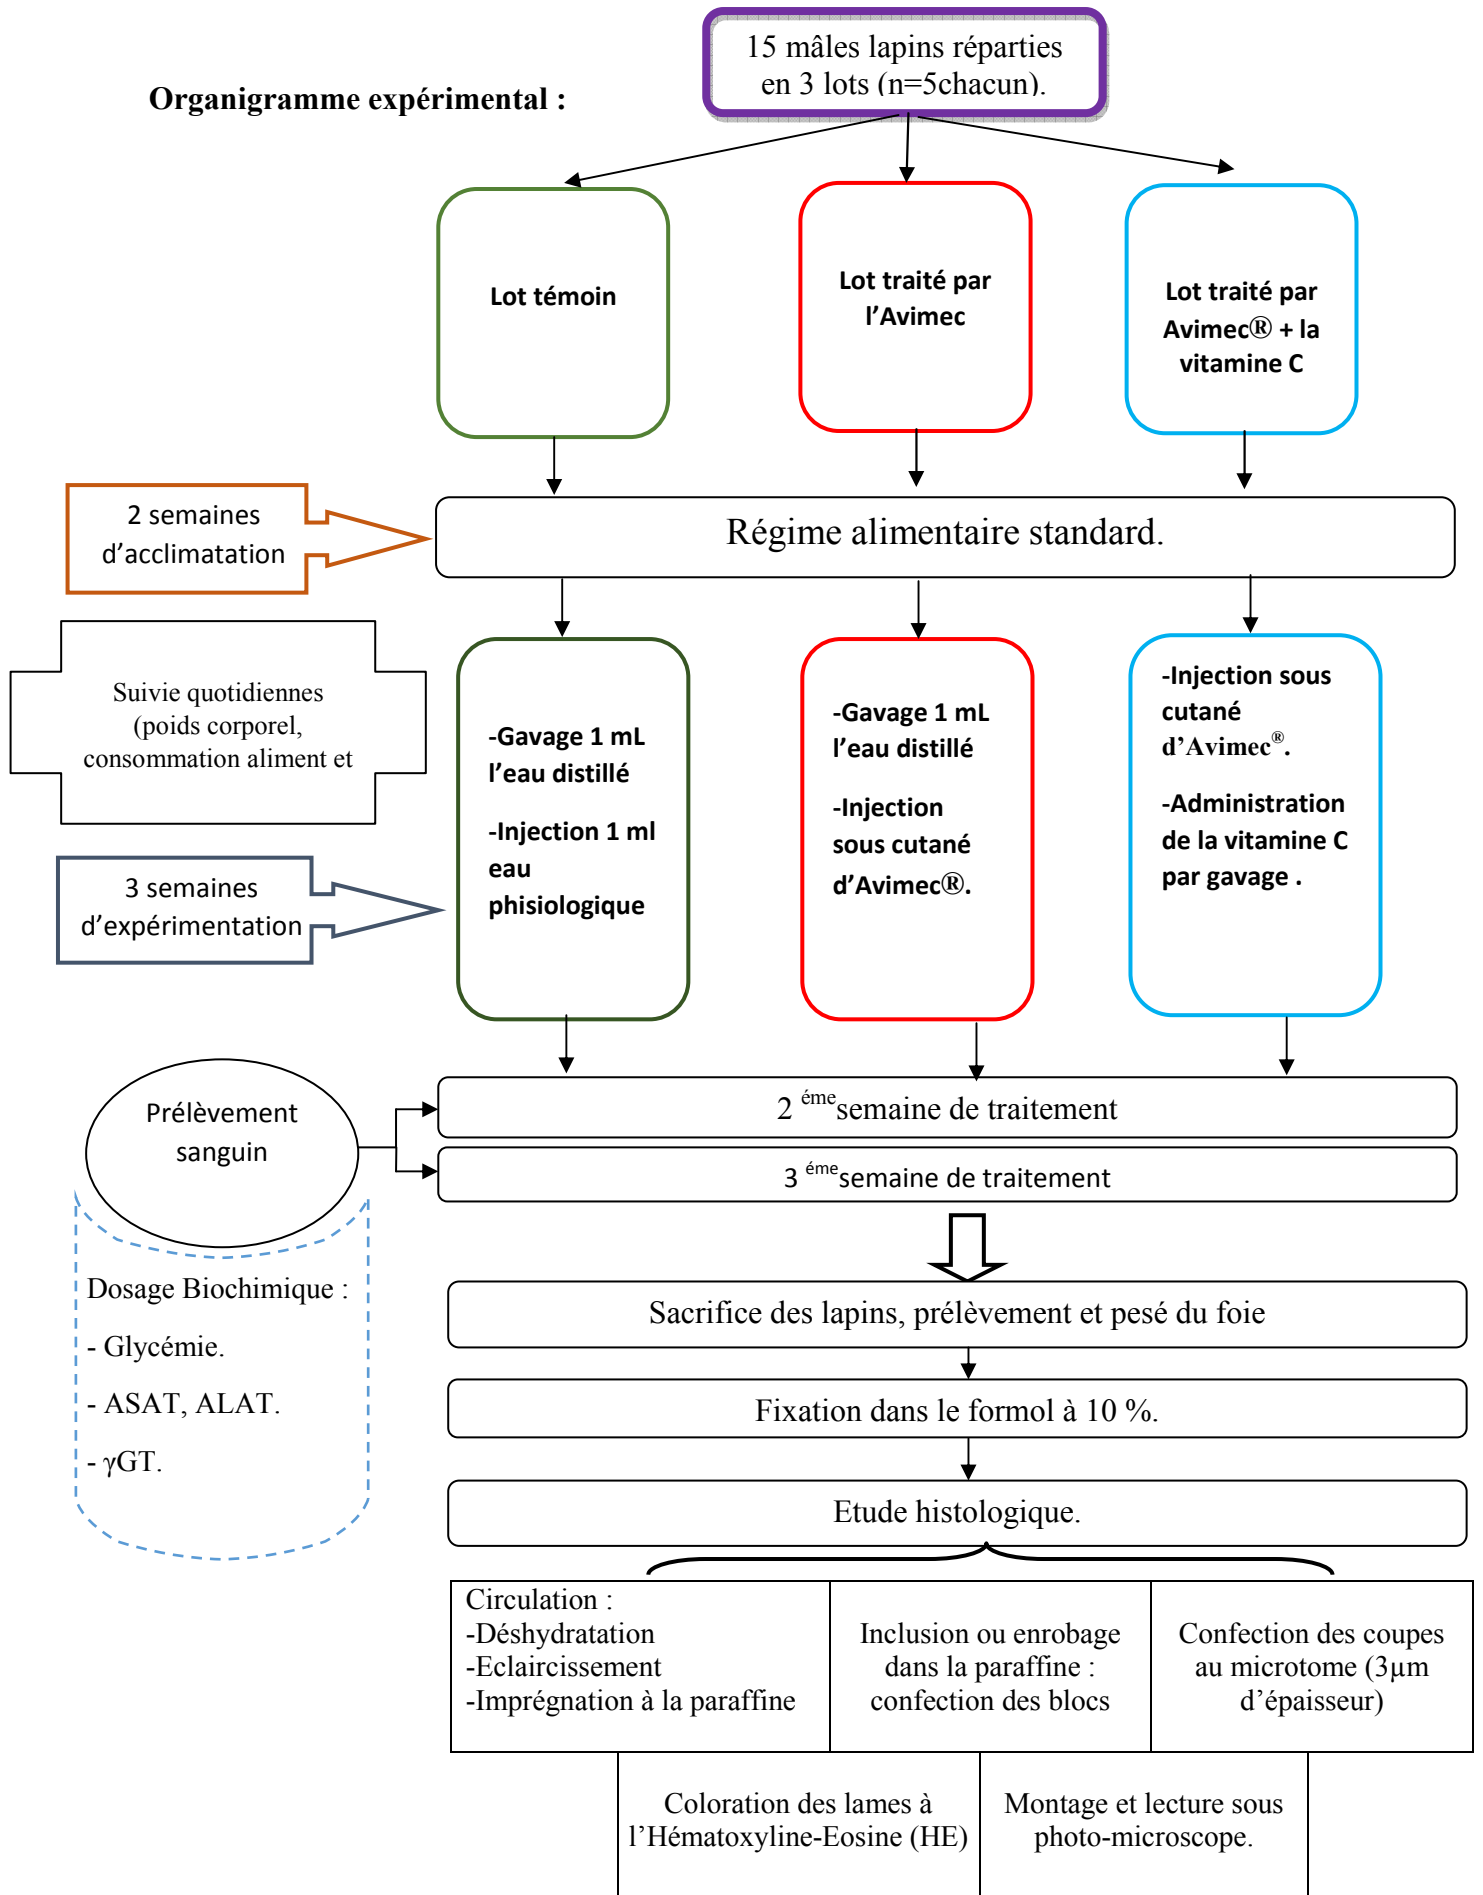 15 mâles lapins réparties
en 3 lots (n=5chacun).
Organigramme expérimental :
Lot témoin
Lot traité par
l'Avimec
Lot traité par
Avimec® + la
vitamine C
2 semaines
d'acclimatation
Régime alimentaire standard.
Suivie quotidiennes
(poids corporel,
consommation aliment et
-Gavage 1 mL
l'eau distillé
-Injection 1 ml
eau
phisiologique
-Gavage 1 mL
l'eau distillé
-Injection
sous cutané
d'Avimec®.
-Injection sous
cutané
d'Avimec®.
-Administration
de la vitamine C
par gavage .
3 semaines
d'expérimentation
Prélèvement
sanguin
2 émesemaine de traitement
3 émesemaine de traitement
Dosage Biochimique :
- Glycémie.
- ASAT, ALAT.
- γGT.
Sacrifice des lapins, prélèvement et pesé du foie
Fixation dans le formol à 10 %.
Etude histologique.
Circulation :
-Déshydratation
-Eclaircissement
-Imprégnation à la paraffine
Inclusion ou enrobage
dans la paraffine :
confection des blocs
Confection des coupes
au microtome (3µm
d'épaisseur)
Coloration des lames à
l'Hématoxyline-Eosine (HE)
Montage et lecture sous
photo-microscope.